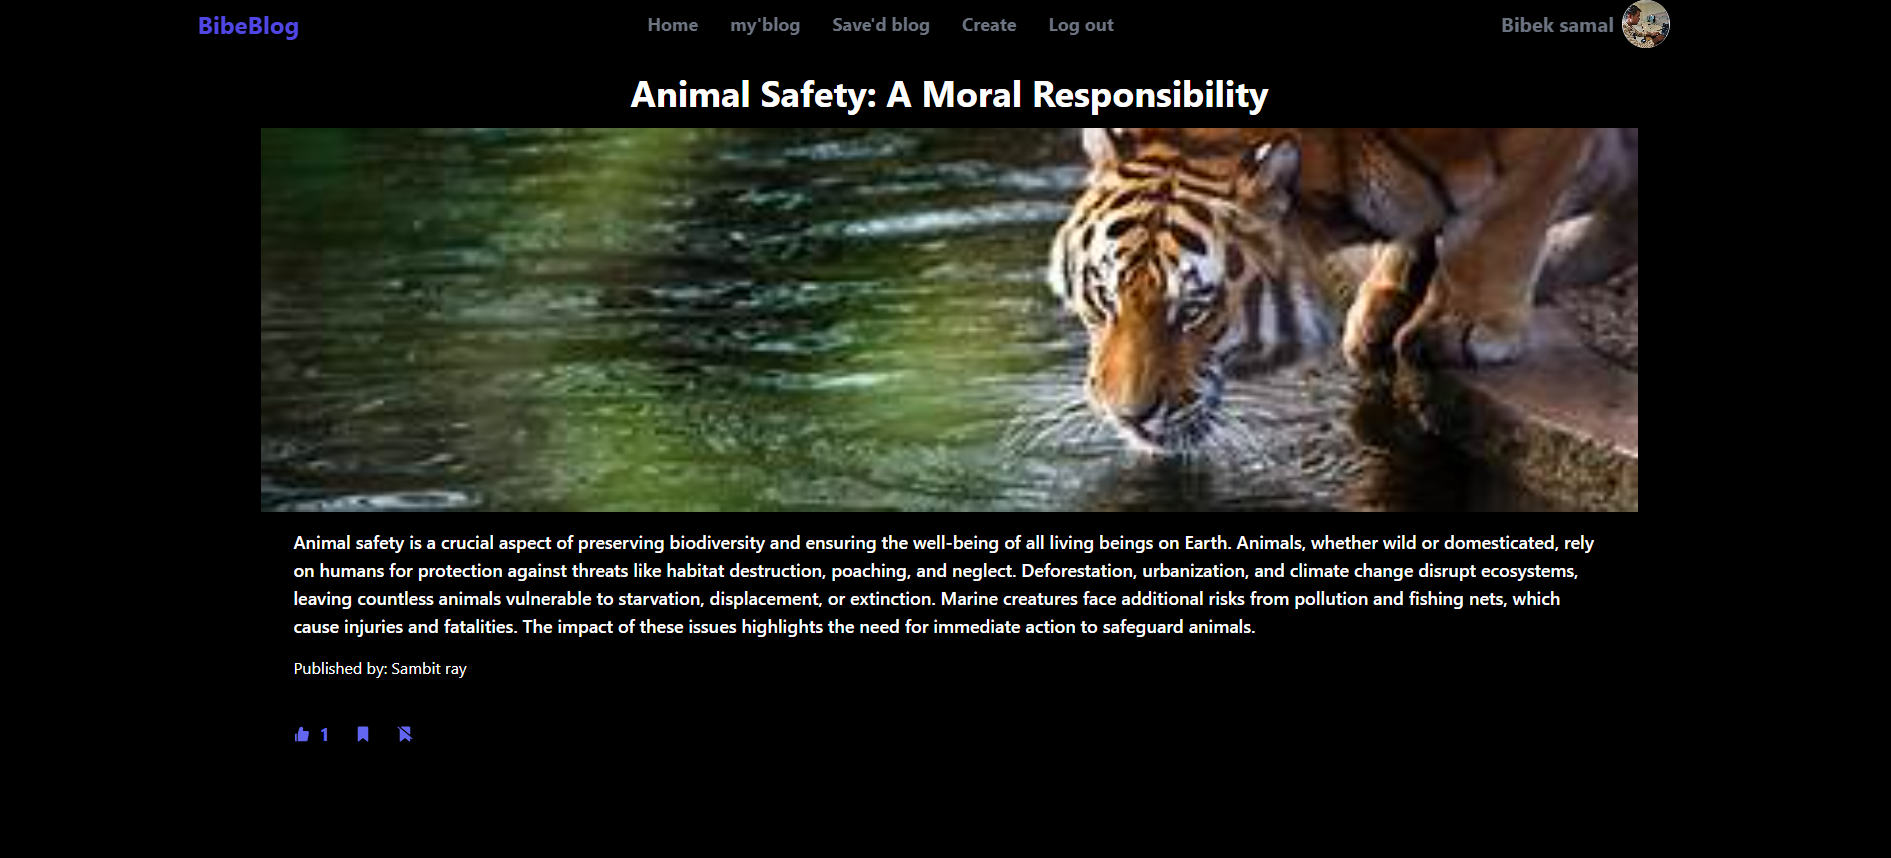 BibeBlog
Home
my'blog
Save'd blog
Create
Log out
Bibek samal
Animal Safety: A Moral Responsibility
Animal safety is a crucial aspect of preserving biodiversity and ensuring the well-being of all living beings on Earth. Animals, whether wild or domesticated, rely
on humans for protection against threats like habitat destruction, poaching, and neglect. Deforestation, urbanization, and climate change disrupt ecosystems,
leaving countless animals vulnerable to starvation, displacement, or extinction. Marine creatures face additional risks from pollution and fishing nets, which
cause injuries and fatalities. The impact of these issues highlights the need for immediate action to safeguard animals.
Published by: Sambit ray
1